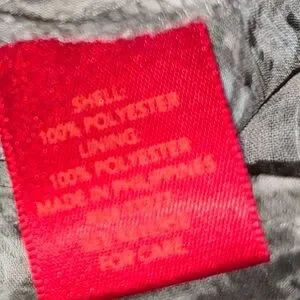 SHELL:
100% POLYESTER
LINING:
100% POLYESTER
MADE IN PHILIPPINES
FOR CARE